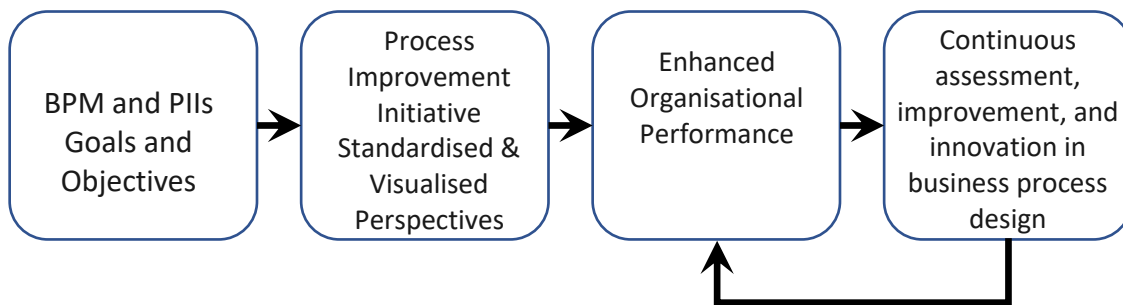 BPM and PIIs
Goals and
Objectives
Process
Improvement
Initiative
Standardised &
Visualised
Perspectives
Enhanced
Organisational
Performance
Continuous
assessment,
improvement, and
innovation in
business process
design